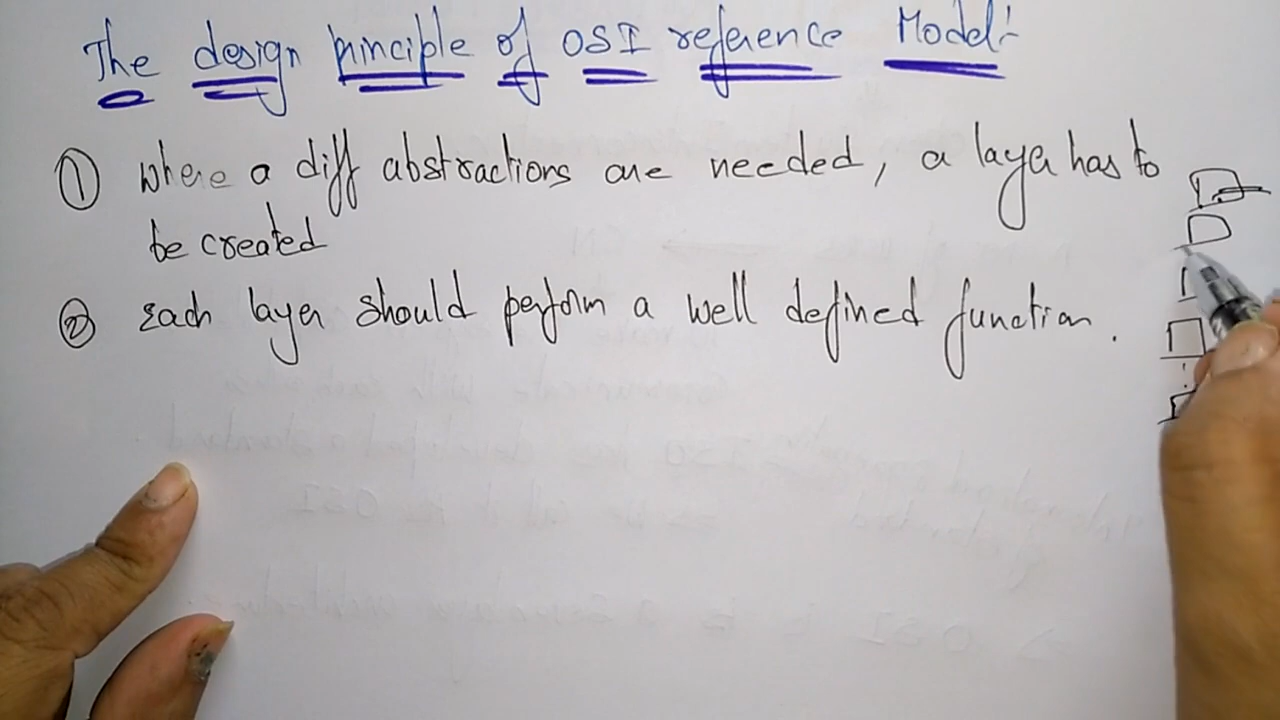 The design principle of OSI reference Model:-
① where a diff abstractions are needed, a layer has to
be created
② Each layer should perform a well defined function.